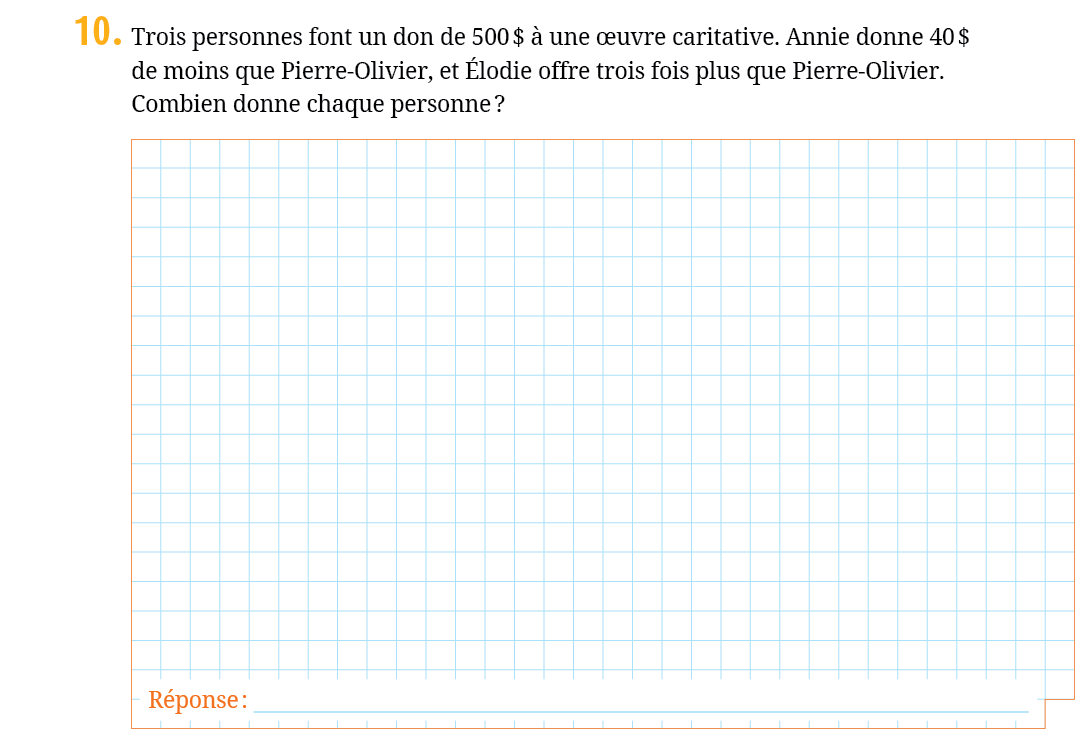 10. Trois personnes font un don de 500 $ à une œuvre caritative. Annie donne 40 $
de moins que Pierre-Olivier, et Élodie offre trois fois plus que Pierre-Olivier.
Combien donne chaque personne ?
Réponse :